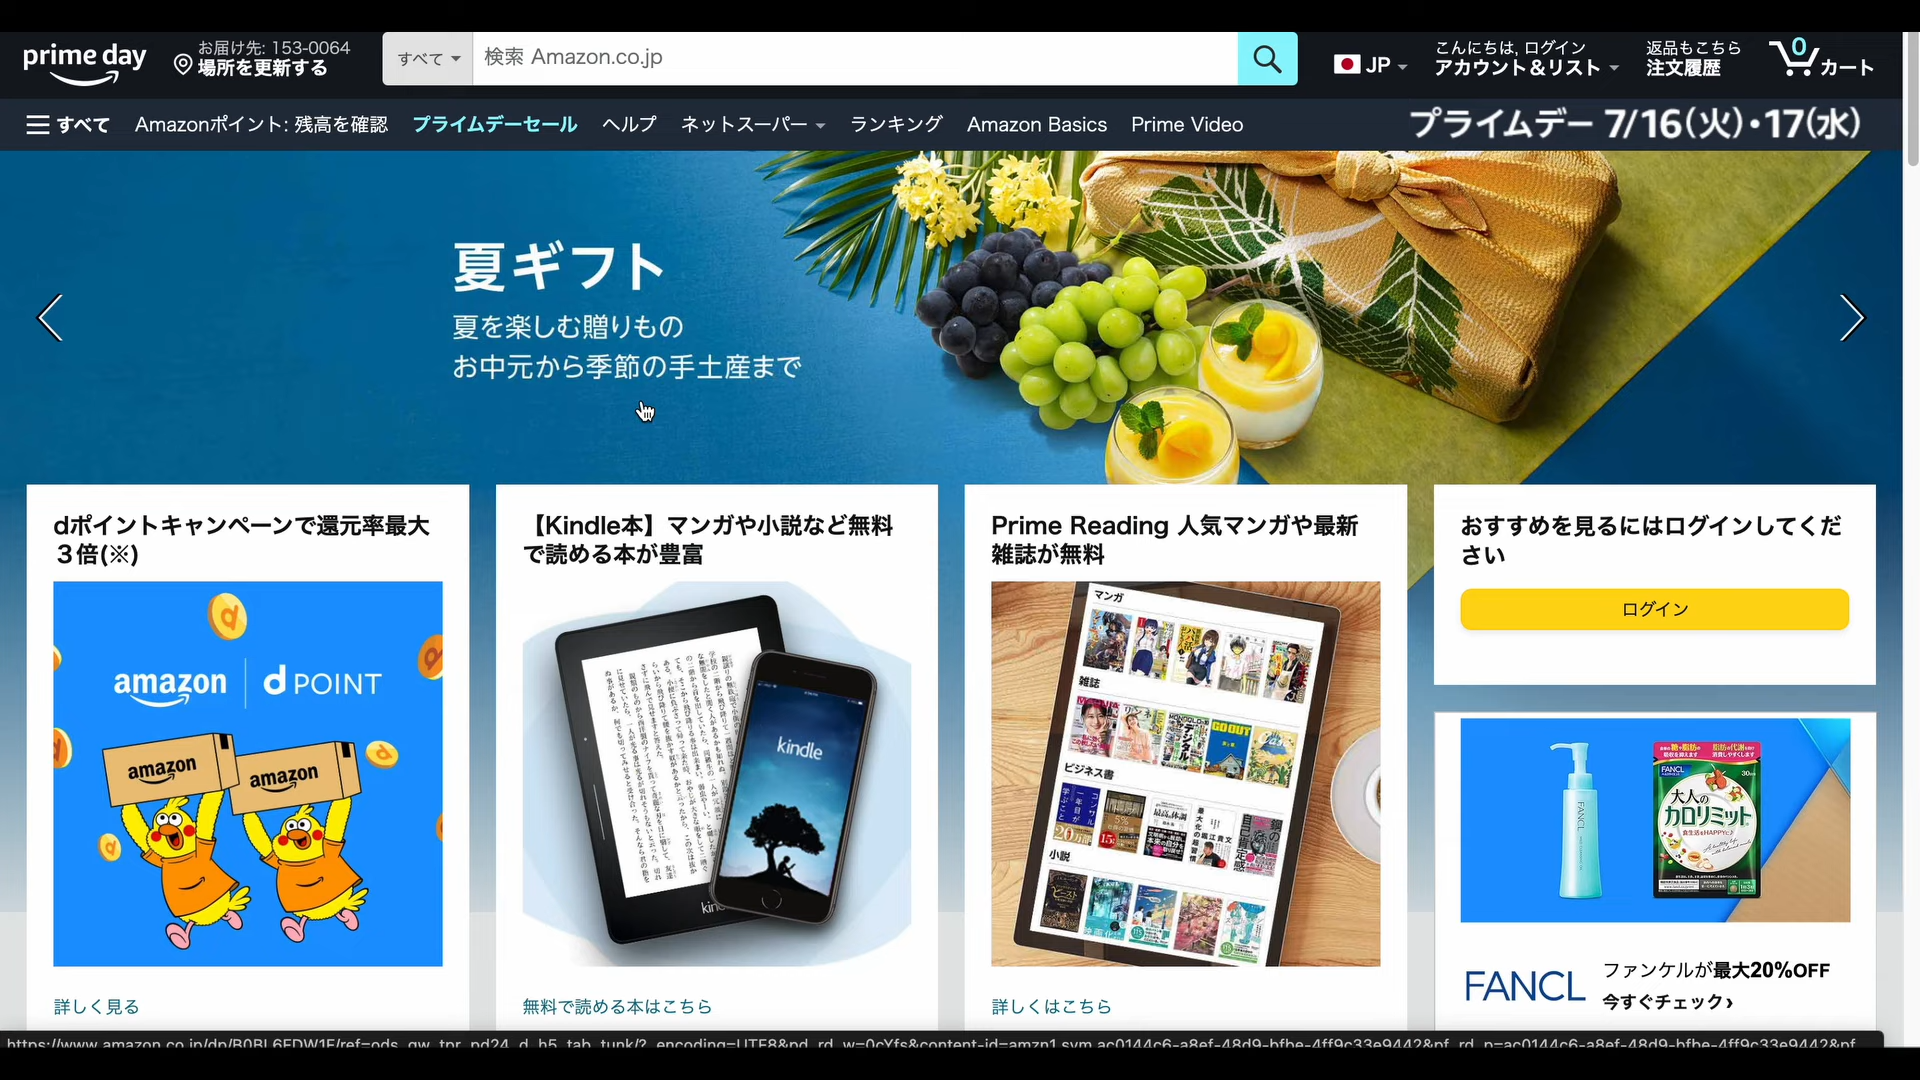 prime day
お届け先: 153-0064
場所を更新する
すべて
検索 Amazon.co.jp
JP
こんにちは, ログイン
アカウント＆リスト
返品もこちら
注文履歴
0
カート
すべて
Amazonポイント: 残高を確認
プライムデーセール
ヘルプ
ネットスーパー
ランキング
Amazon Basics
Prime Video
プライムデー 7/16(火)・17(水)
夏ギフト
夏を楽しむ贈りもの
お中元から季節の手土産まで
dポイントキャンペーンで還元率最大
３倍(※)
amazon
d POINT
amazon
amazon
詳しく見る
【Kindle本】マンガや小説など無料
で読める本が豊富
kindle
無料で読める本はこちら
Prime Reading 人気マンガや最新
雑誌が無料
マンガ
雑誌
GO OUT
ビジネス書
小説
詳しくはこちら
おすすめを見るにはログインしてくだ
さい
ログイン
FANCL
FANCL
大人の
カロリミット
FANCL
ファンケルが最大20%OFF
今すぐチェック›